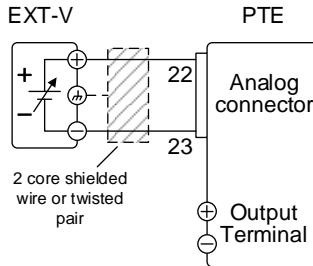 EXT-V
PTE
22
Analog
connector
23
2 core shielded
wire or twisted
pair
Output
Terminal